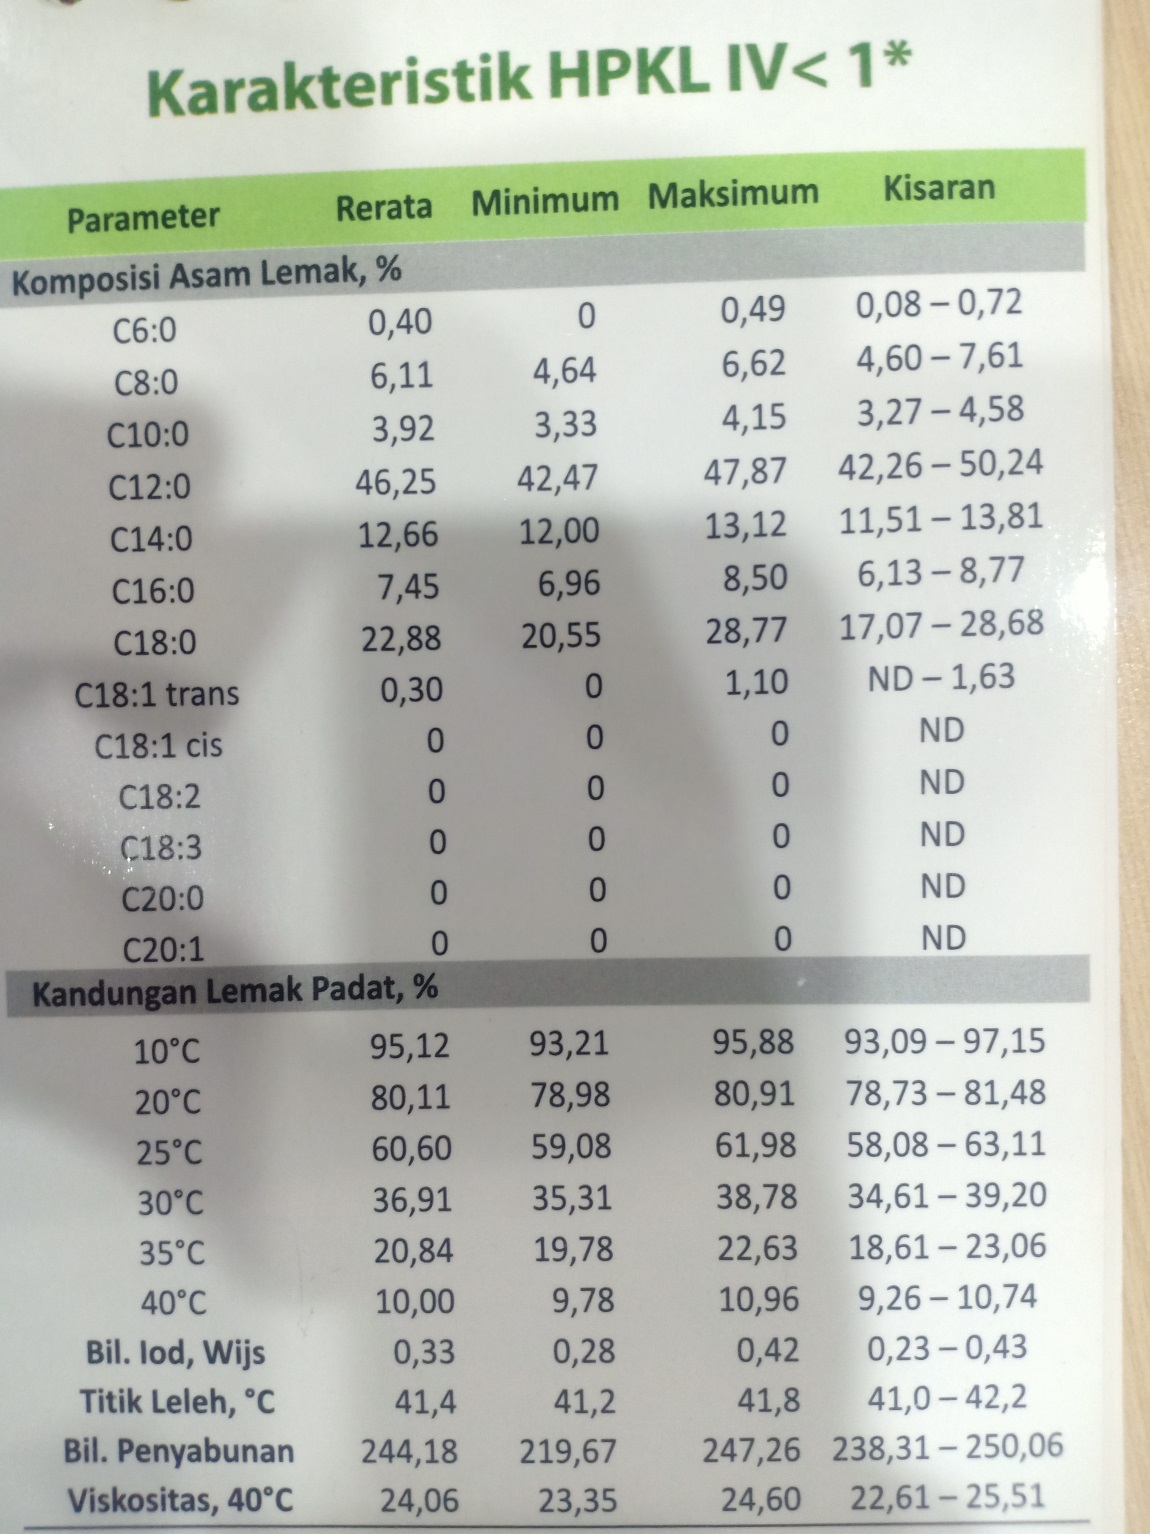 Karakteristik HPKL IV< 1*
Parameter Rerata Minimum Maksimum Kisaran
Komposisi Asam Lemak, %
C6:0 0,40 0 0,49 0,08 – 0,72
C8:0 6,11 4,64 6,62 4,60 – 7,61
C10:0 3,92 3,33 4,15 3,27 – 4,58
C12:0 46,25 42,47 47,87 42,26 – 50,24
C14:0 12,66 12,00 13,12 11,51 – 13,81
C16:0 7,45 6,96 8,50 6,13 – 8,77
C18:0 22,88 20,55 28,77 17,07 – 28,68
C18:1 trans 0,30 0 1,10 ND – 1,63
C18:1 cis 0 0 0 ND
C18:2 0 0 0 ND
C18:3 0 0 0 ND
C20:0 0 0 0 ND
C20:1 0 0 0 ND
Kandungan Lemak Padat, %
10°C 95,12 93,21 95,88 93,09 – 97,15
20°C 80,11 78,98 80,91 78,73 – 81,48
25°C 60,60 59,08 61,98 58,08 – 63,11
30°C 36,91 35,31 38,78 34,61 – 39,20
35°C 20,84 19,78 22,63 18,61 – 23,06
40°C 10,00 9,78 10,96 9,26 – 10,74
Bil. Iod, Wijs 0,33 0,28 0,42 0,23 – 0,43
Titik Leleh, °C 41,4 41,2 41,8 41,0 – 42,2
Bil. Penyabunan 244,18 219,67 247,26 238,31 – 250,06
Viskositas, 40°C 24,06 23,35 24,60 22,61 – 25,51